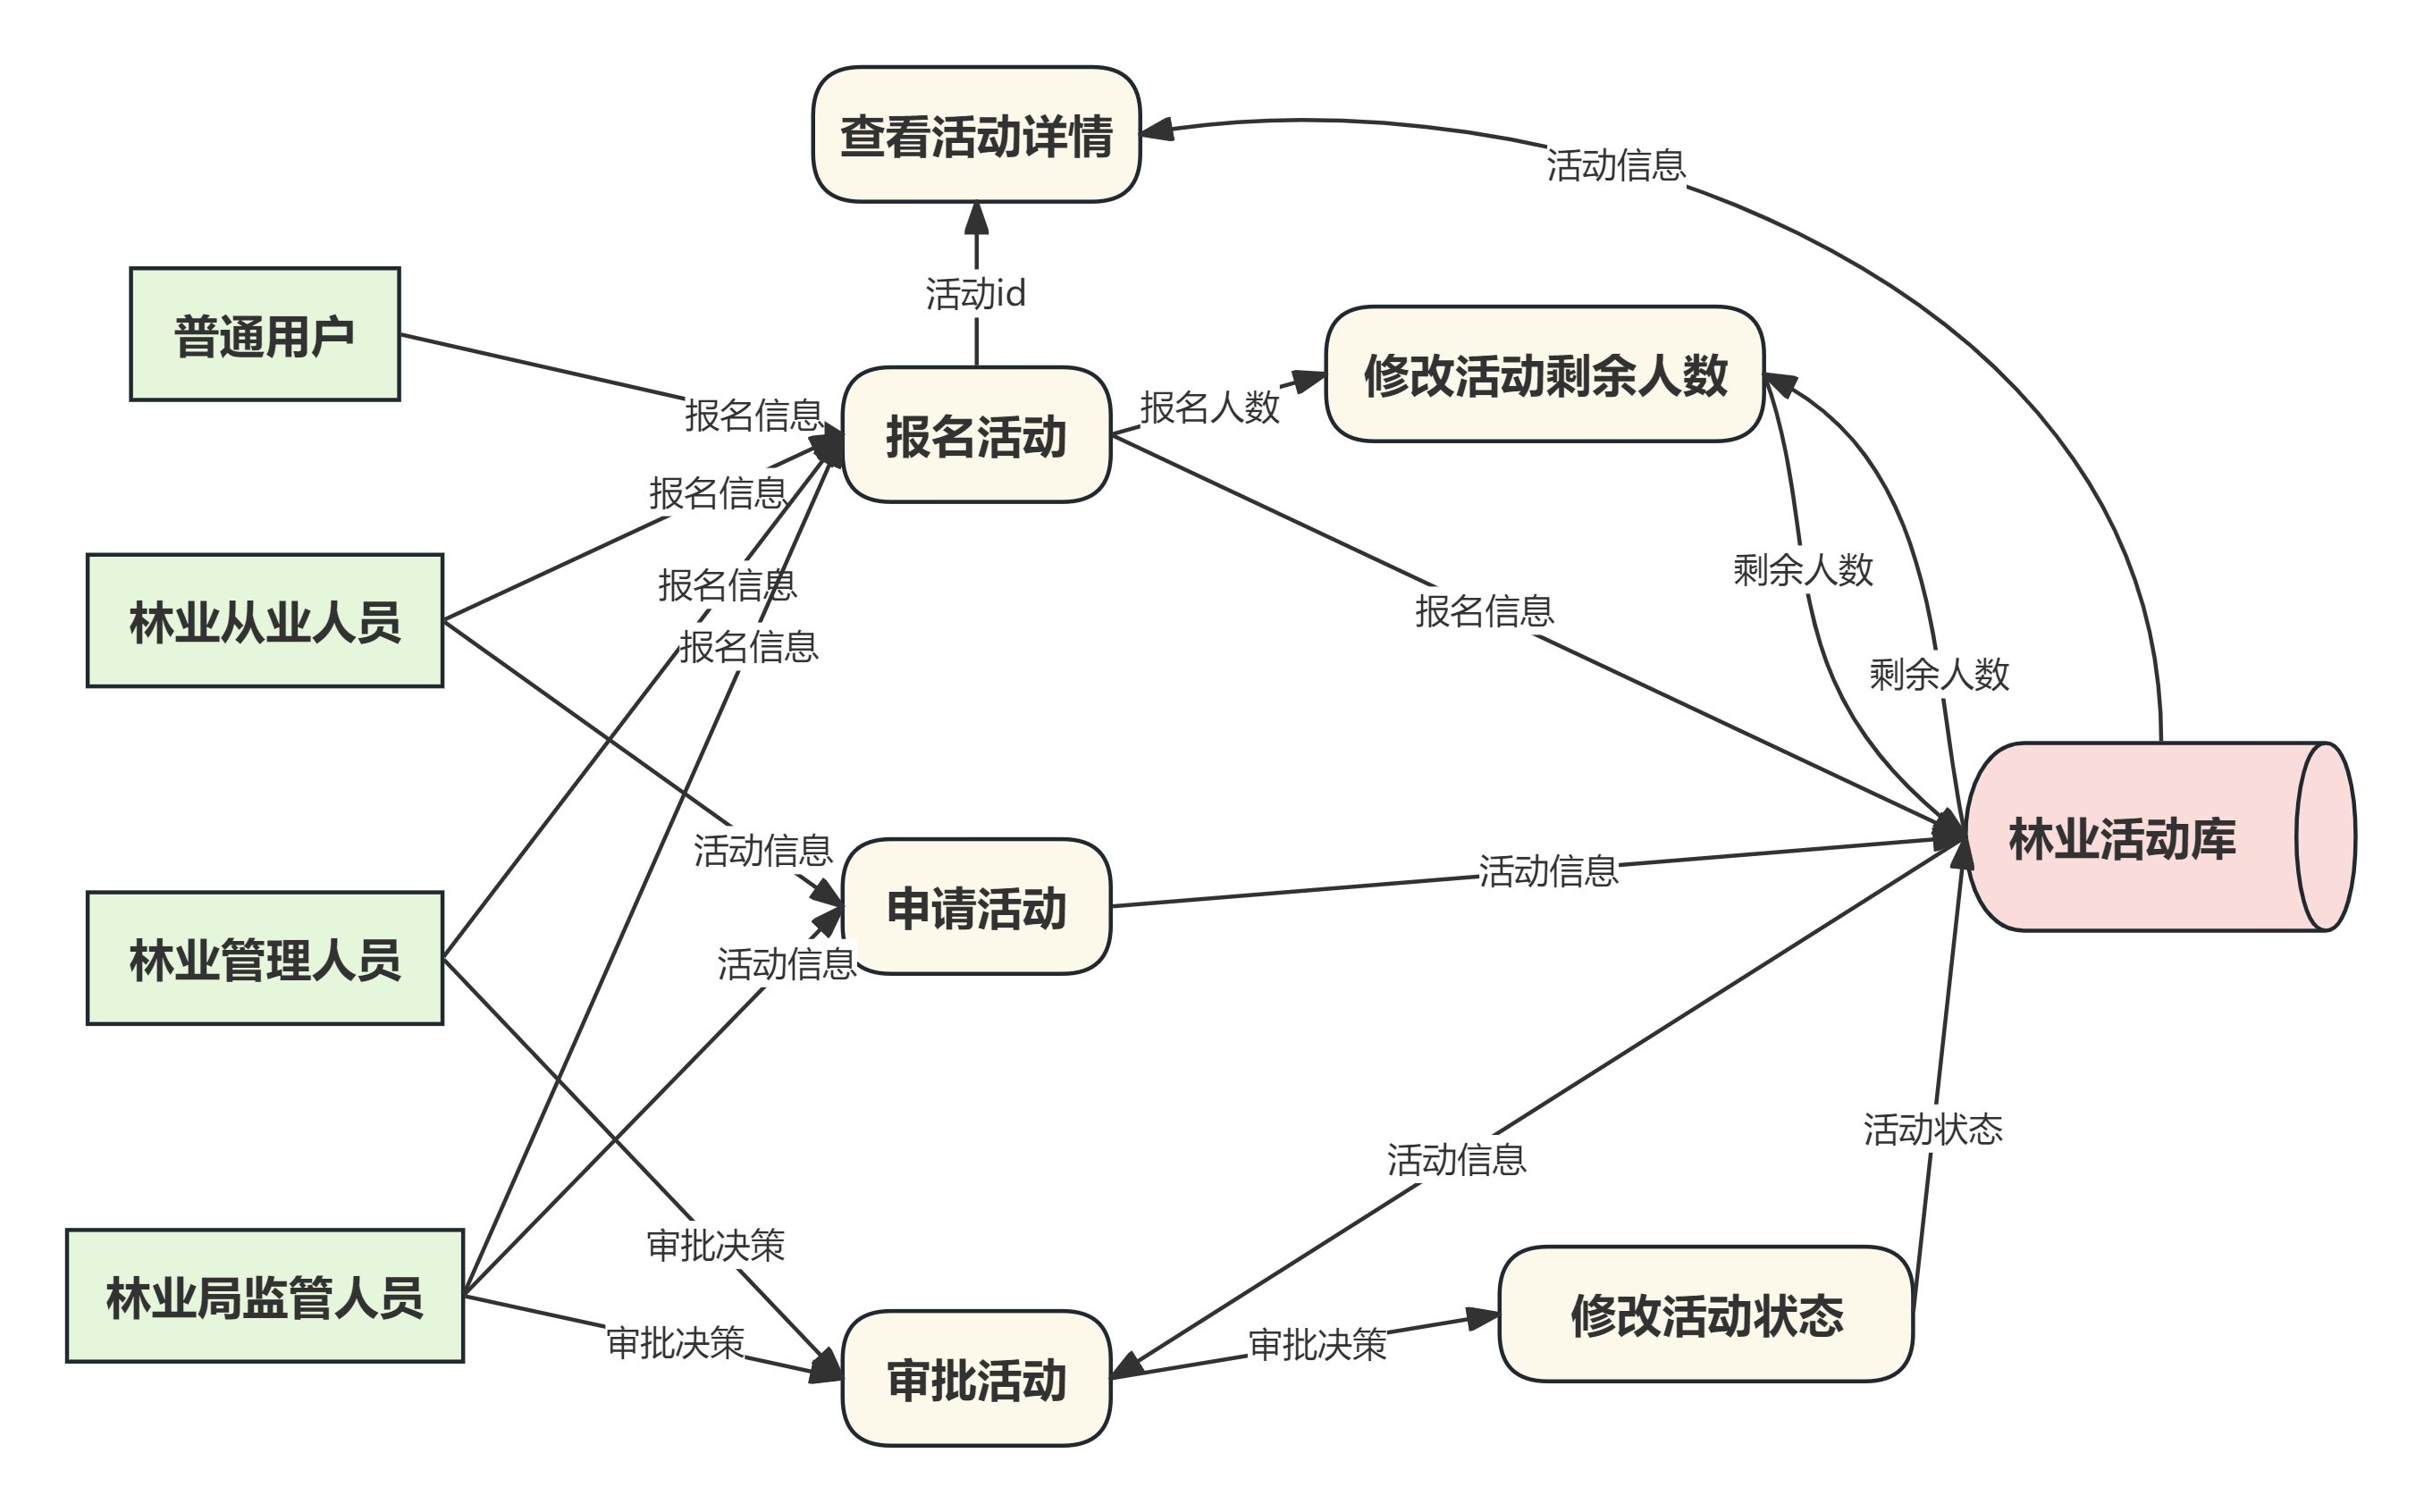 查看活动详情
活动信息
活动id
普通用户
修改活动剩余人数
报名信息
报名人数
报名活动
报名信息
剩余人数
报名信息
报名信息
林业从业人员
报名信息
剩余人数
活动信息
林业活动库
活动信息
申请活动
林业管理人员
活动信息
活动状态
活动信息
审批决策
林业局监管人员
修改活动状态
审批决策
审批决策
审批活动